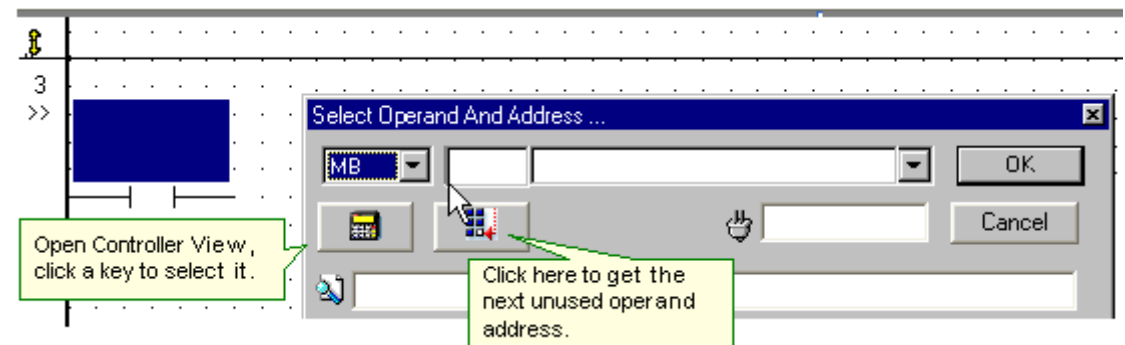 3
>>
Select Operand And Address ...
MB
OK
Cancel
Open Controller View,
click a key to select it.
Click here to get the
next unused operand
address.